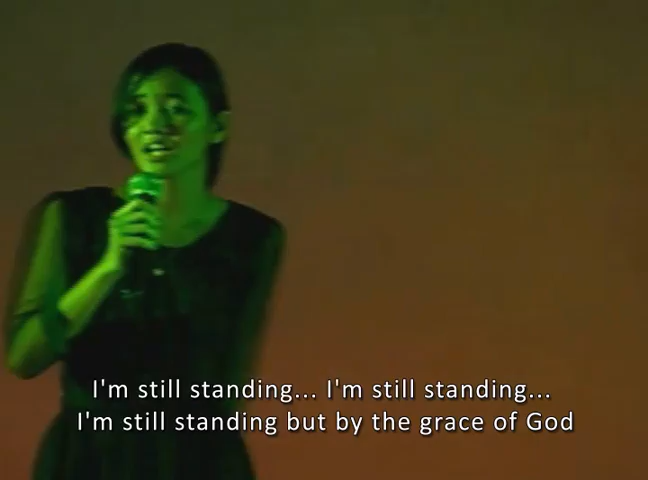 I'm still standing... I'm still standing...
I'm still standing but by the grace of God